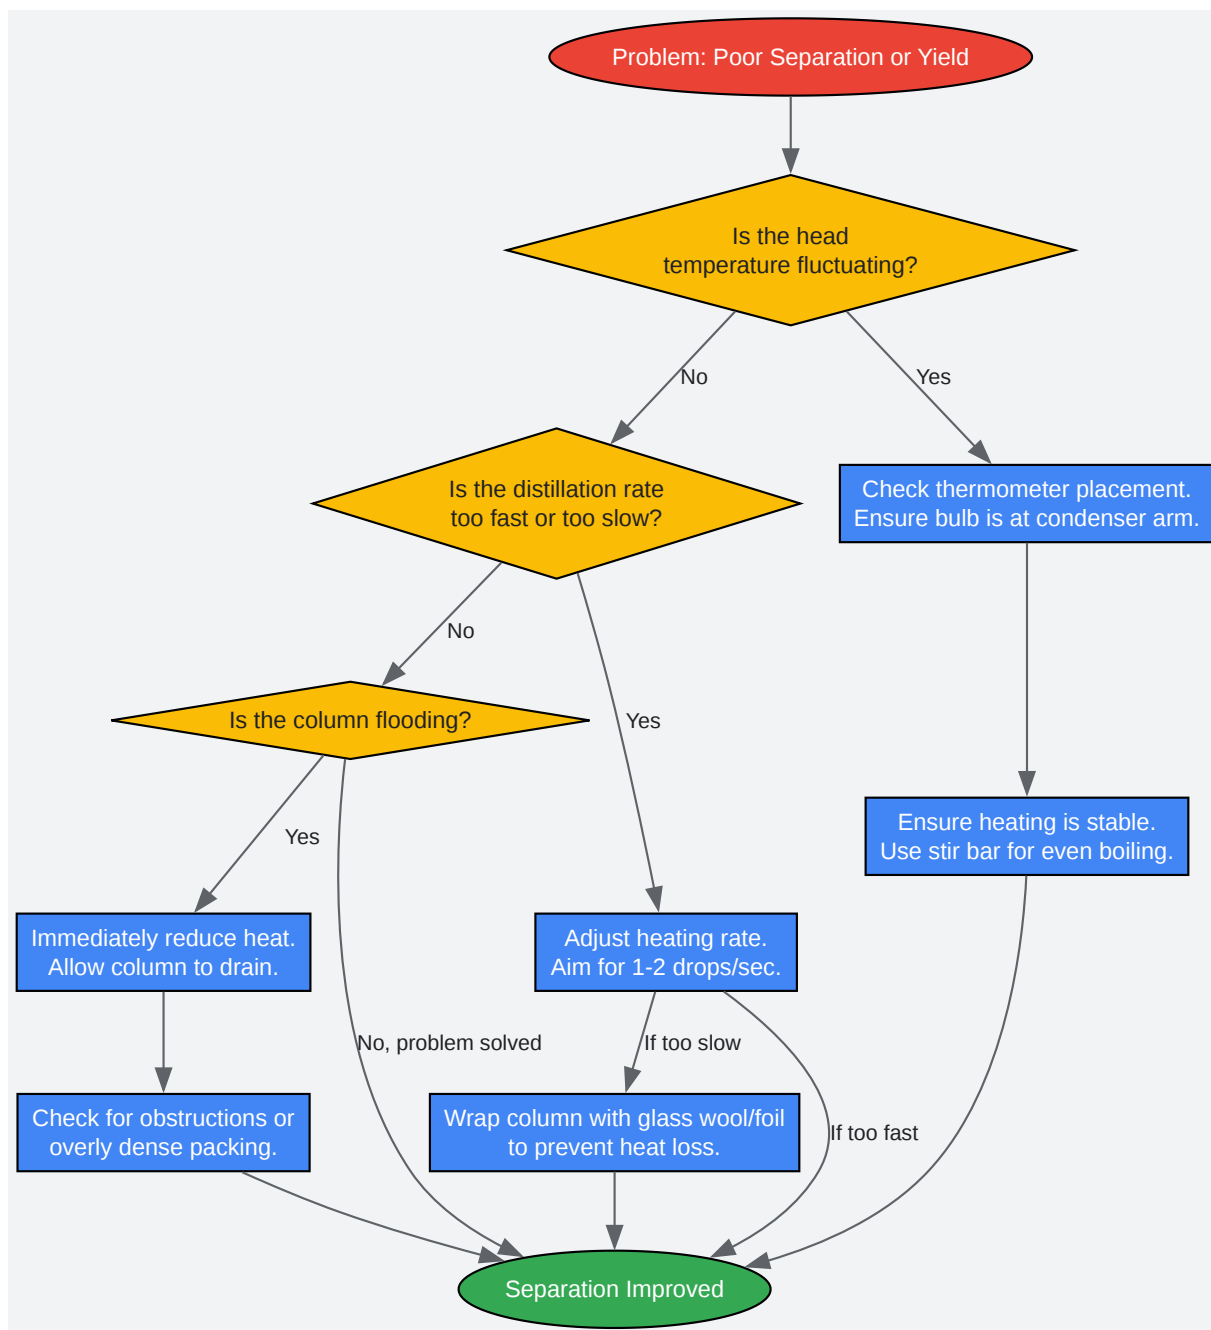 Problem: Poor Separation or Yield
Is the head
temperature fluctuating?
No
Yes
Is the distillation rate
too fast or too slow?
Check thermometer placement.
Ensure bulb is at condenser arm.
No
Yes
Is the column flooding?
Yes
Ensure heating is stable.
Use stir bar for even boiling.
Immediately reduce heat.
Allow column to drain.
Adjust heating rate.
Aim for 1-2 drops/sec.
No, problem solved
If too slow
Check for obstructions or
overly dense packing.
Wrap column with glass wool/foil
to prevent heat loss.
If too fast
Separation Improved